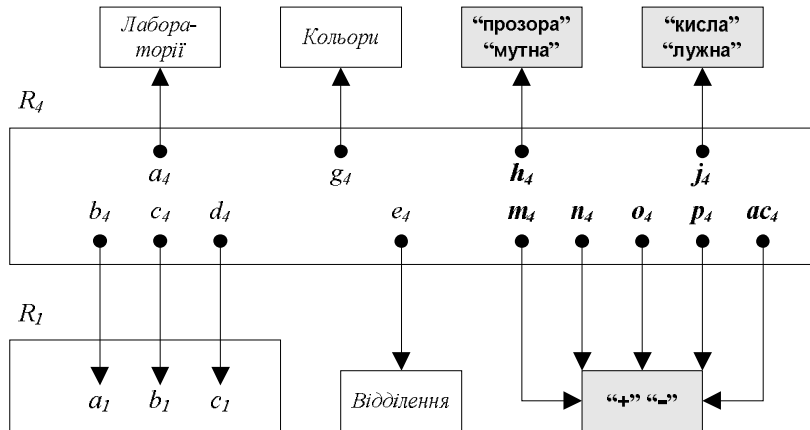 Лабора-
торії
Кольори
“прозора”
“мутна”
“кисла”
“лужна”
R4
a4 g4 h4 j4
b4 c4 d4 e4 m4 n4 o4 p4 ac4
R1
a1 b1 c1
Відділення
“+” “-”